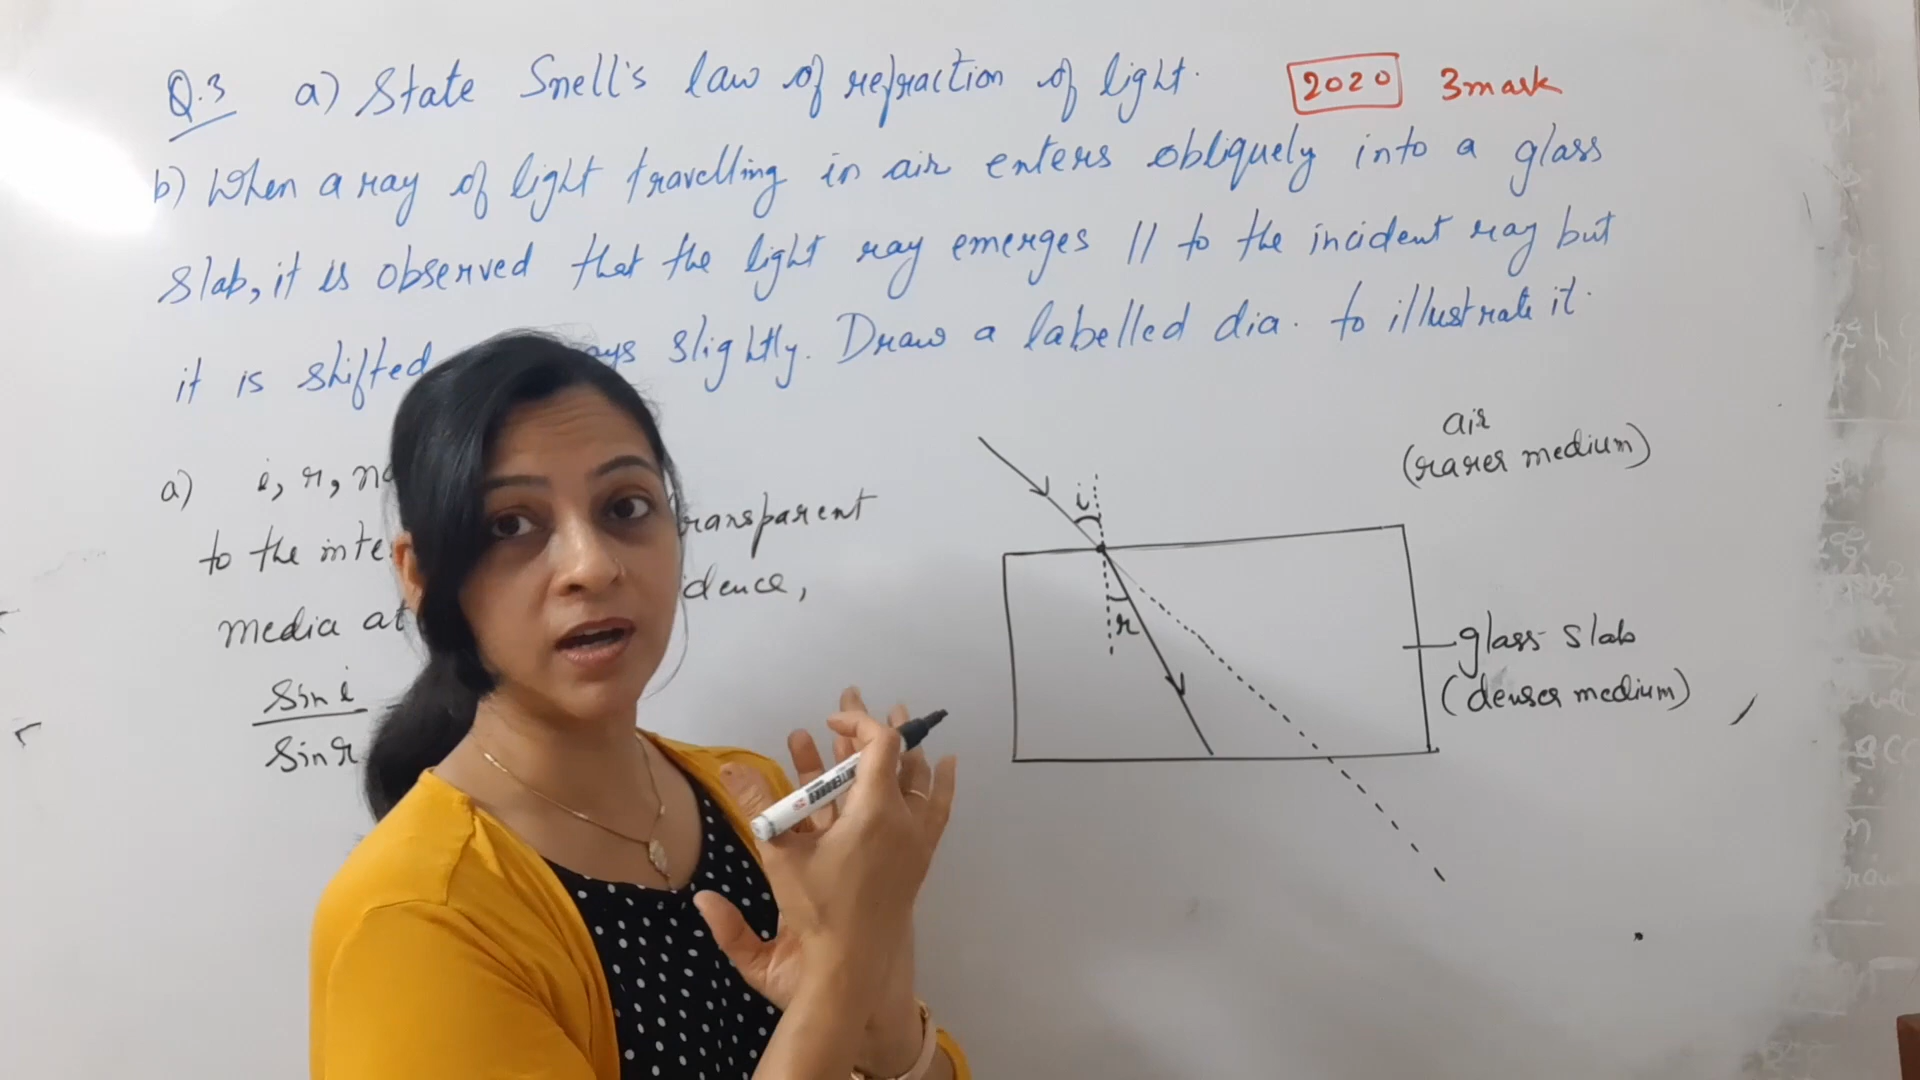 Q.3 a) State Snell's law of refraction of light. 2020 3mark
b) When a ray of light travelling in air enters obliquely into a glass
slab, it is observed that the light ray emerges // to the incident ray but
it is shifted slightly. Draw a labelled dia. to illustrate it.
a) i, r,
to the transparent
media at
sin i
sin r
air
(rarer medium)
i
r
glass slab
(denser medium)